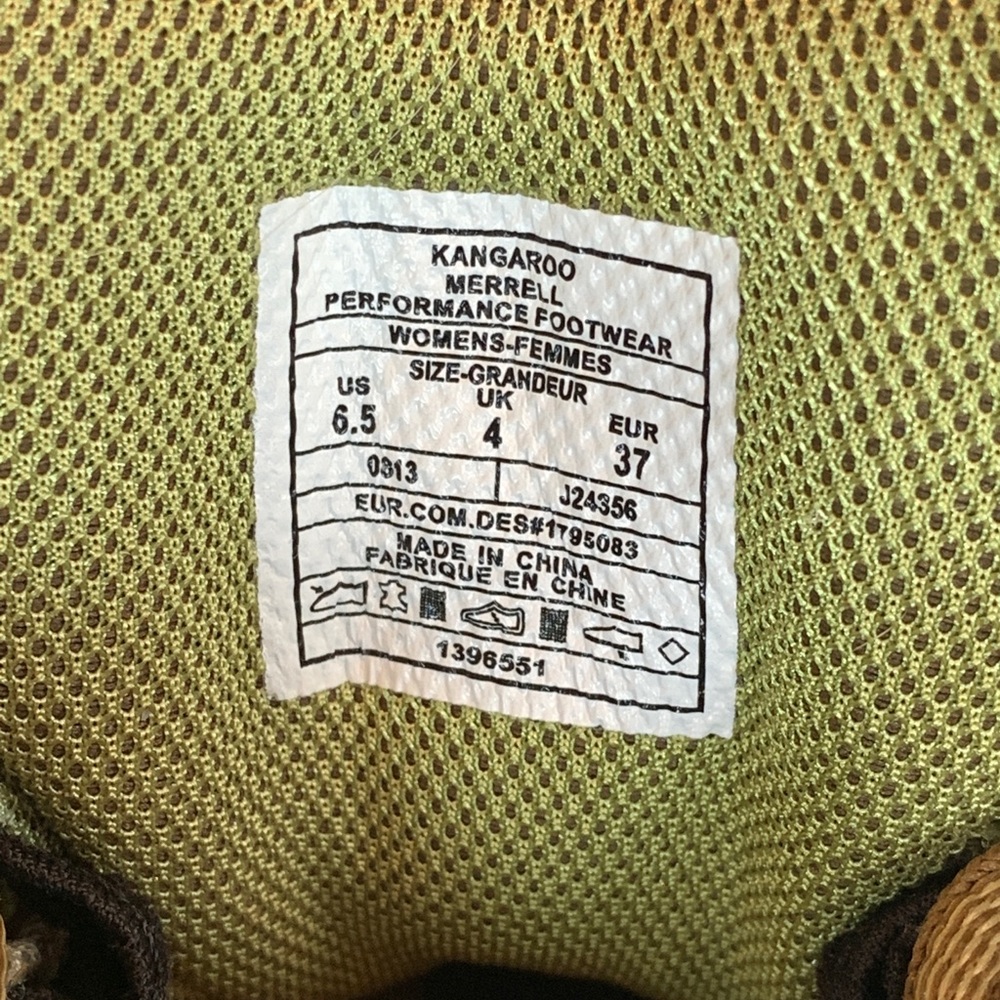 KANGAROO
MERRELL
PERFORMANCE FOOTWEAR
WOMENS-FEMMES
SIZE-GRANDEUR
US UK EUR
6.5 4 37
0313 J24356
EUR.COM.DES#1795083
MADE IN CHINA
FABRIQUE EN CHINE
1396551